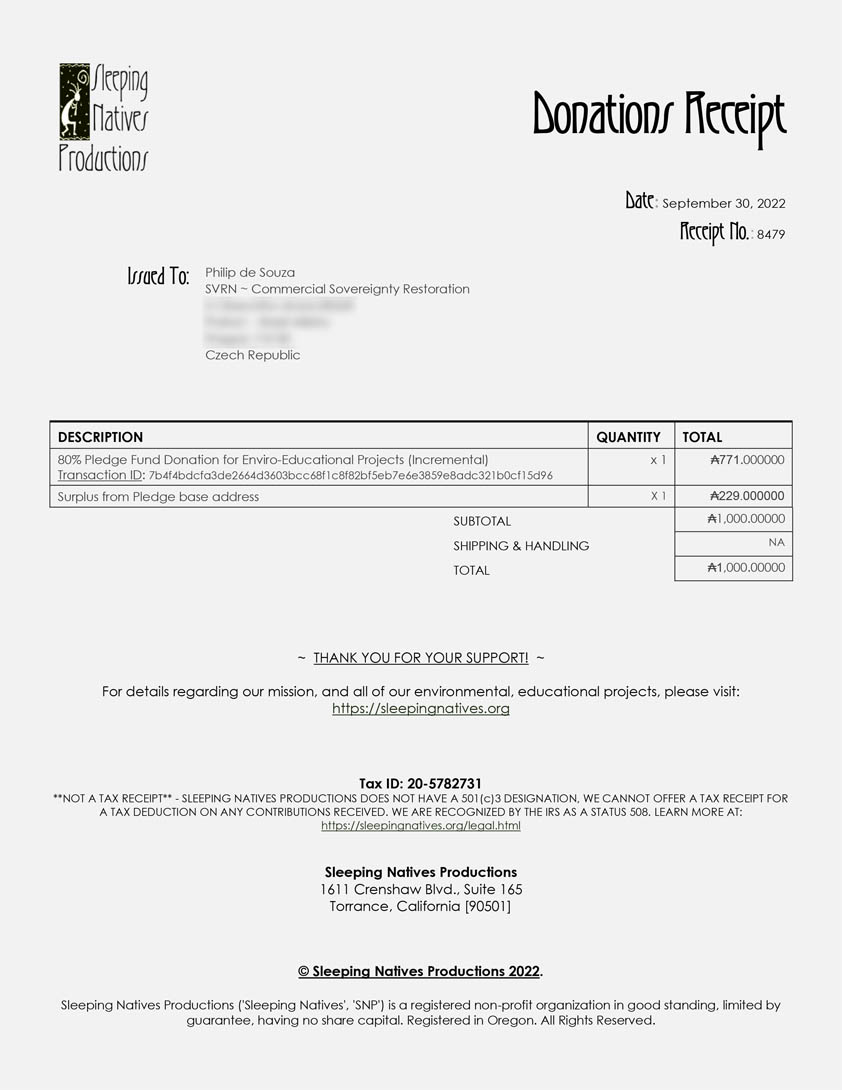 Sleeping
Natives
Productions
Donations Receipt
Date: September 30, 2022
Receipt No.: 8479
Issued To: Philip de Souza
SVRN ~ Commercial Sovereignty Restoration
Czech Republic
DESCRIPTION QUANTITY TOTAL
80% Pledge Fund Donation for Enviro-Educational Projects (Incremental) x 1 ₳771.000000
Transaction ID: 7b4f4bdcfa3de2664d3603bcc68f1c8f82bf5eb7e6e3859e8adc321b0cf15d96
Surplus from Pledge base address X 1 ₳229.000000
SUBTOTAL ₳1,000.00000
SHIPPING & HANDLING NA
TOTAL ₳1,000.00000
~ THANK YOU FOR YOUR SUPPORT! ~
For details regarding our mission, and all of our environmental, educational projects, please visit:
https://sleepingnatives.org
Tax ID: 20-5782731
**NOT A TAX RECEIPT** - SLEEPING NATIVES PRODUCTIONS DOES NOT HAVE A 501(c)3 DESIGNATION, WE CANNOT OFFER A TAX RECEIPT FOR
A TAX DEDUCTION ON ANY CONTRIBUTIONS RECEIVED. WE ARE RECOGNIZED BY THE IRS AS A STATUS 508. LEARN MORE AT:
https://sleepingnatives.org/legal.html
Sleeping Natives Productions
1611 Crenshaw Blvd., Suite 165
Torrance, California [90501]
© Sleeping Natives Productions 2022.
Sleeping Natives Productions ('Sleeping Natives', 'SNP') is a registered non-profit organization in good standing, limited by
guarantee, having no share capital. Registered in Oregon. All Rights Reserved.